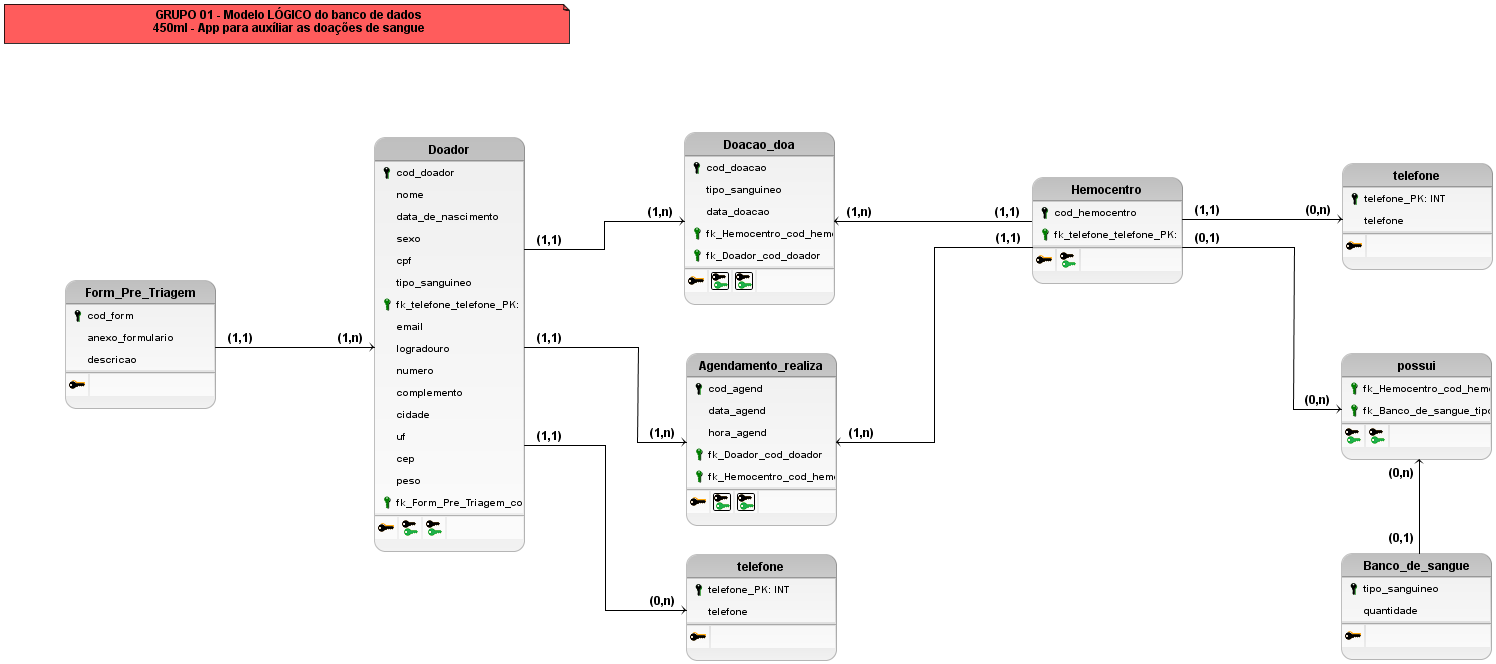 GRUPO 01 - Modelo LÓGICO do banco de dados
450ml - App para auxíliar as doações de sangue
Form_Pre_Triagem
cod_form
anexo_formulario
descricao
(1,1)
(1,n)
Doador
cod_doador
nome
data_de_nascimento
sexo
cpf
tipo_sanguineo
fk_telefone_telefone_PK:
email
logradouro
numero
complemento
cidade
uf
cep
peso
fk_Form_Pre_Triagem_co
(1,1)
(1,n)
(1,1)
(1,n)
(1,1)
(0,n)
Doacao_doa
cod_doacao
tipo_sanguineo
data_doacao
fk_Hemocentro_cod_hem
fk_Doador_cod_doador
Agendamento_realiza
cod_agend
data_agend
hora_agend
fk_Doador_cod_doador
fk_Hemocentro_cod_hem
telefone
telefone_PK: INT
telefone
(1,n)
(1,1)
(1,n)
(1,1)
Hemocentro
cod_hemocentro
fk_telefone_telefone_PK:
(1,1)
(0,n)
(0,1)
(0,n)
telefone
telefone_PK: INT
telefone
possui
fk_Hemocentro_cod_hem
fk_Banco_de_sangue_tip
(0,n)
(0,1)
Banco_de_sangue
tipo_sanguineo
quantidade